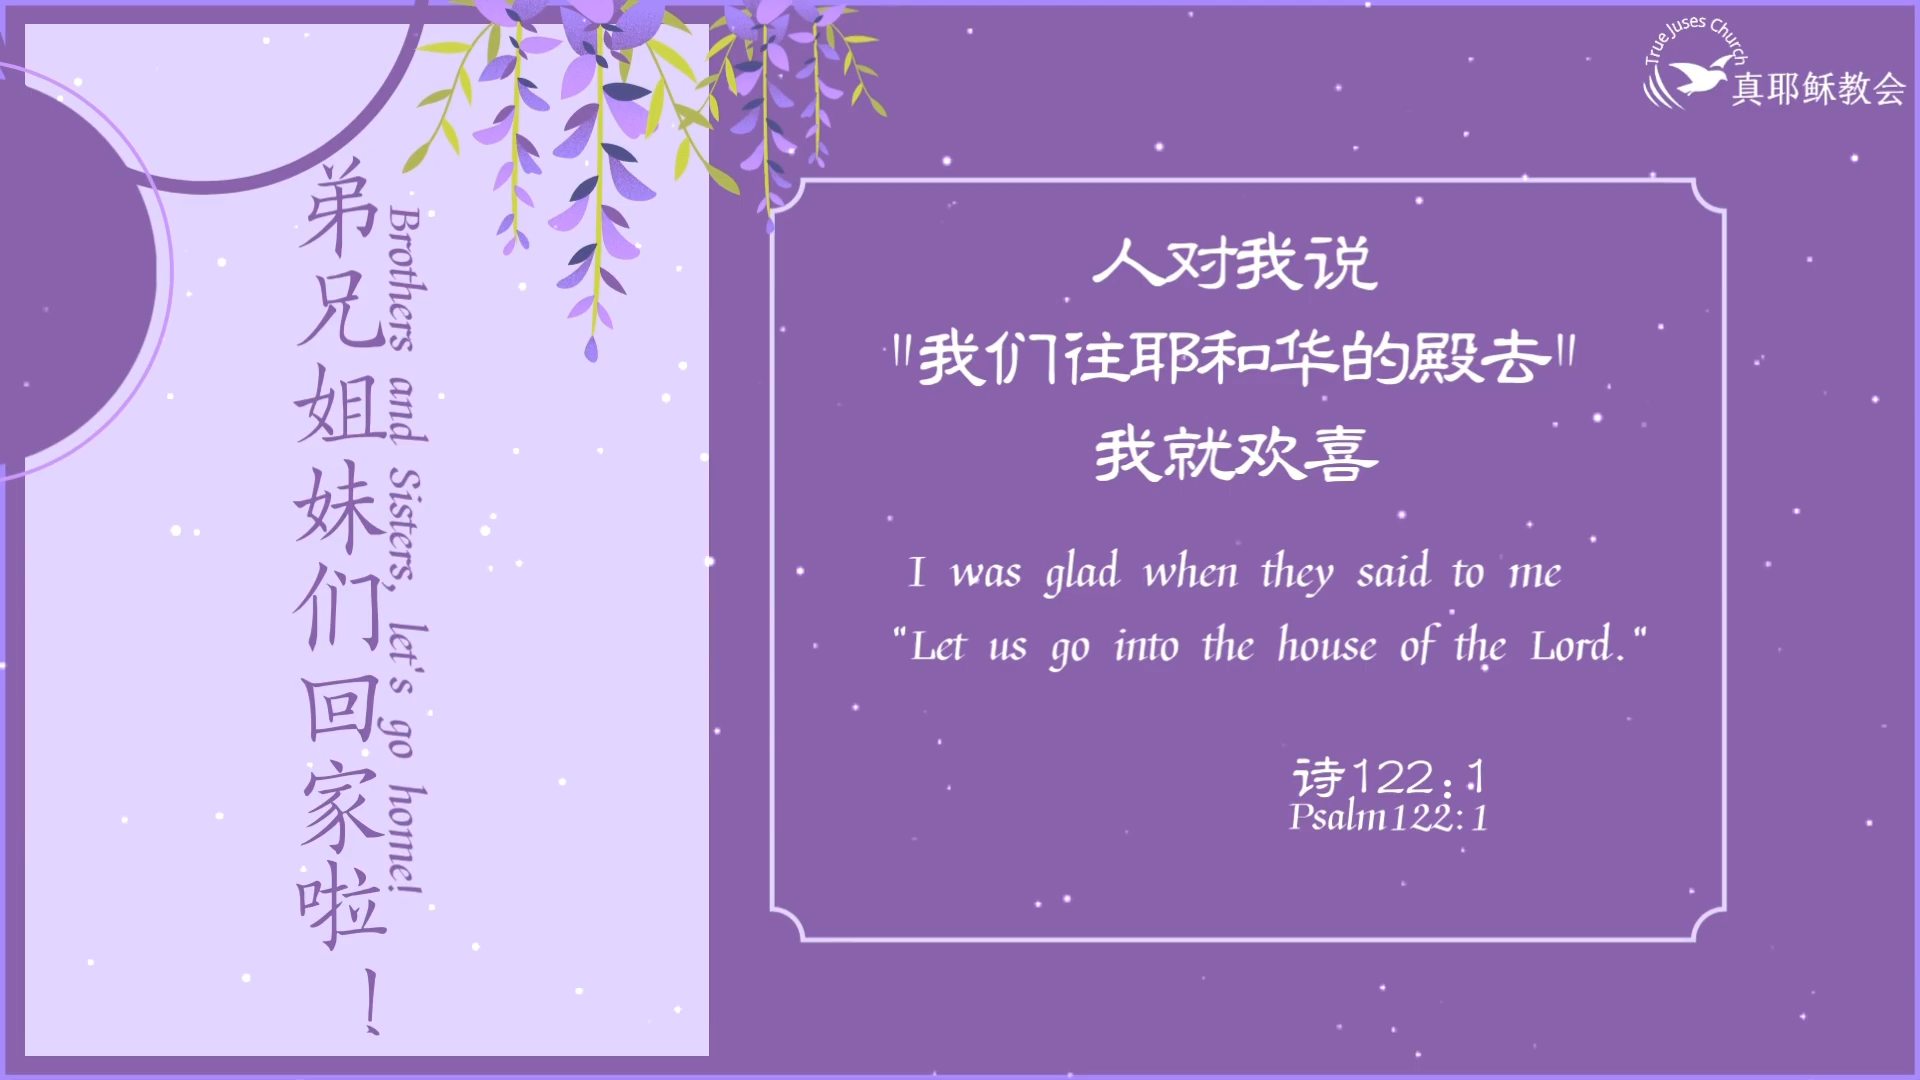 弟兄姐妹们回家啦！
Brothers and Sisters, let's go home!
True Juses Church
真耶稣教会
人对我说
"我们往耶和华的殿去"
我就欢喜
I was glad when they said to me
“Let us go into the house of the Lord.“
诗122：1
Psalm122:1